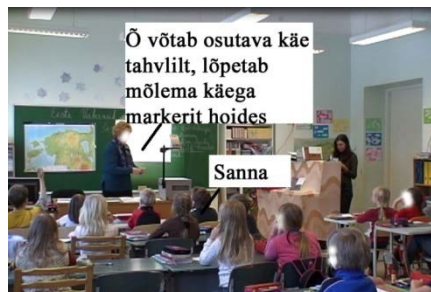 Õ võtab osutava käe
tahvlilt, lõpetab
mõlema käega
markerit hoides
Sanna